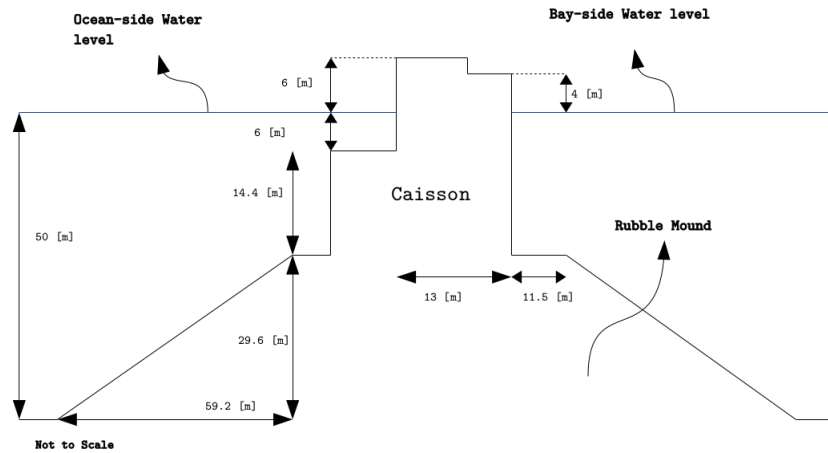 Ocean-side Water
level
Bay-side Water level
6 [m]
4 [m]
6 [m]
14.4 [m]
Caisson
50 [m]
Rubble Mound
13 [m]
11.5 [m]
29.6 [m]
59.2 [m]
Not to Scale